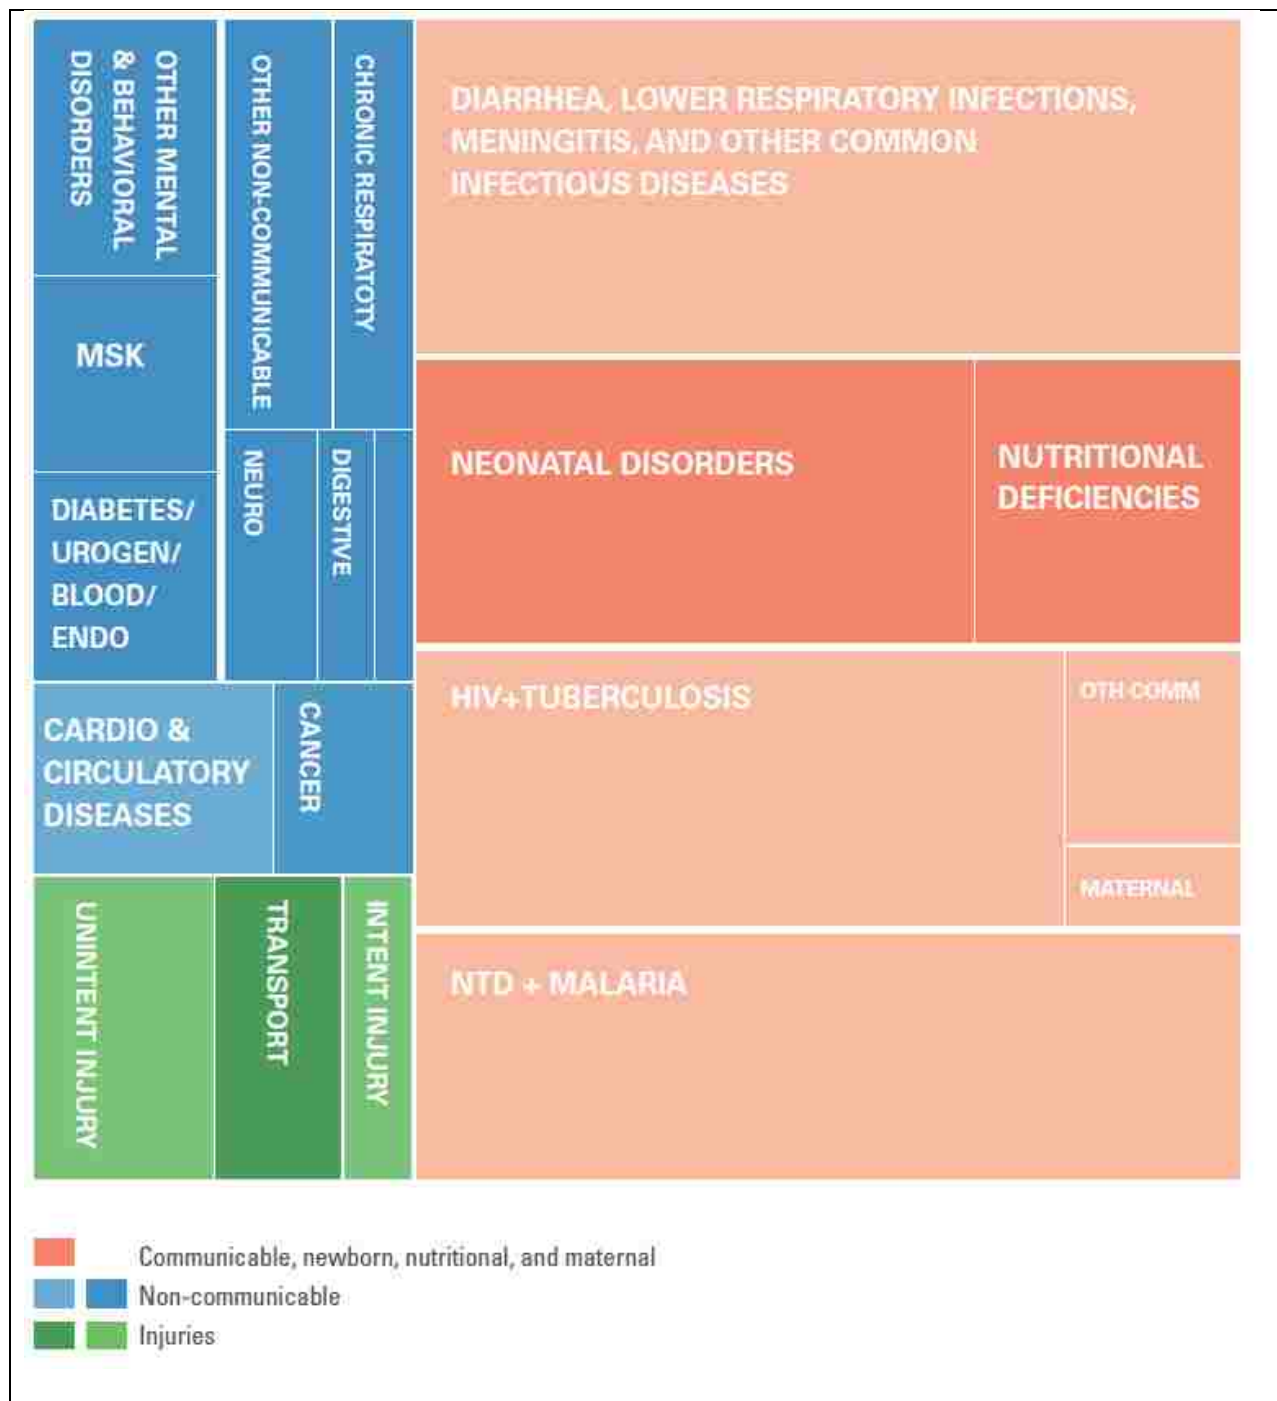 OTHER MENTAL
& BEHAVIORAL
DISORDERS
OTHER NON-COMMUNICABLE
CHRONIC RESPIRATOTY
DIARRHEA, LOWER RESPIRATORY INFECTIONS,
MENINGITIS, AND OTHER COMMON
INFECTIOUS DISEASES
MSK
NEONATAL DISORDERS
NUTRITIONAL
DEFICIENCIES
DIABETES/
UROGEN/
BLOOD/
ENDO
NEURO
DIGESTIVE
CARDIO &
CIRCULATORY
DISEASES
CANCER
HIV+TUBERCULOSIS
OTH COMM
MATERNAL
UNINTENT INJURY
TRANSPORT
INTENT INJURY
NTD + MALARIA
Communicable, newborn, nutritional, and maternal
Non-communicable
Injuries